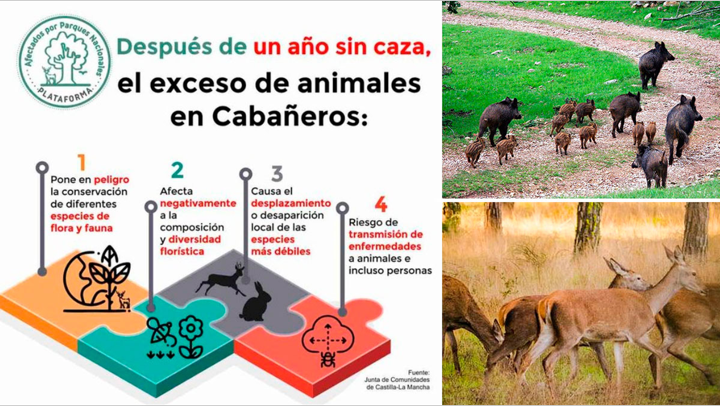 Afectados por Parques Nacionales
PLATAFORMA
Después de un año sin caza,
el exceso de animales
en Cabañeros:
1
Pone en peligro
la conservación
de diferentes
especies de
flora y fauna
2
Afecta
negativamente
a la
composición
y diversidad
florística
3
Causa el
desplazamiento
o desaparición
local de las
especies
más débiles
4
Riesgo de
transmisión de
enfermedades
a animales e
incluso personas
Fuente:
Junta de Comunidades
de Castilla-La Mancha